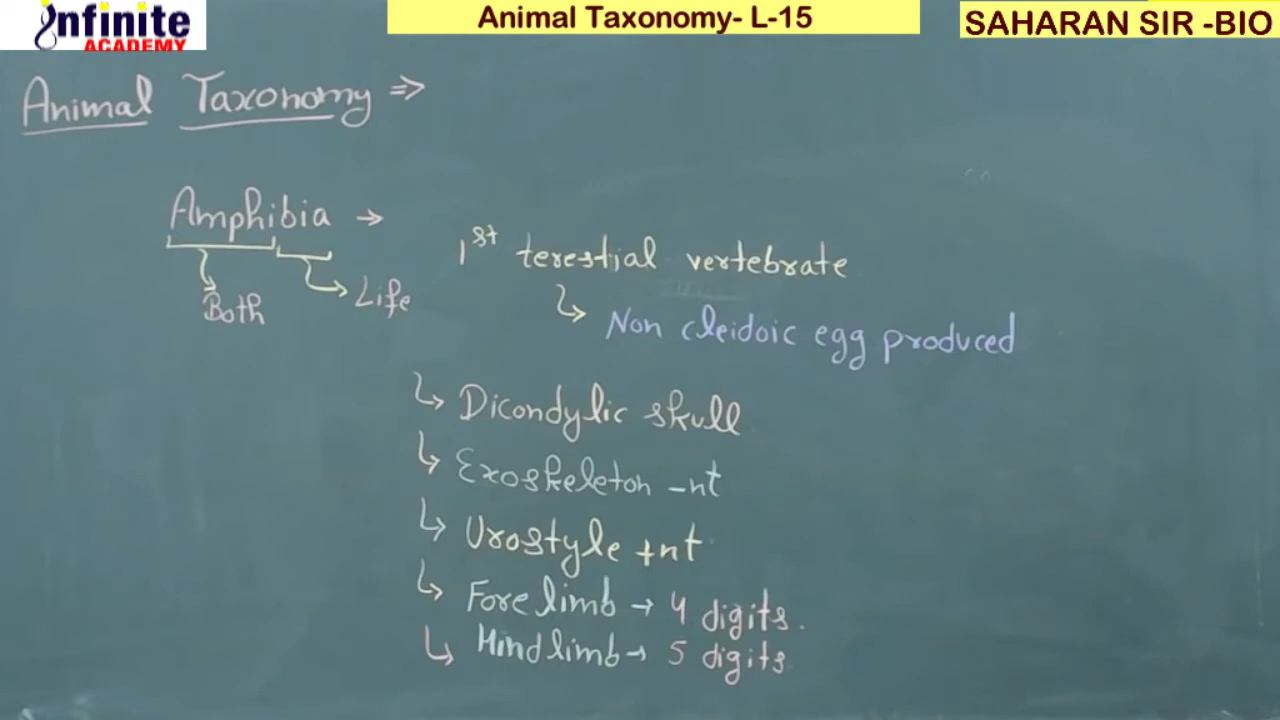 infinite
ACADEMY
Animal Taxonomy- L-15
SAHARAN SIR -BIO
Animal Taxonomy ⇒
Amphibia →
Both
Life
1st terestial vertebrate
Non cleidoic egg produced
Dicondylic skull
Exoskeleton -nt
Urostyle +nt
Fore limb → 4 digits.
Hind limb → 5 digits